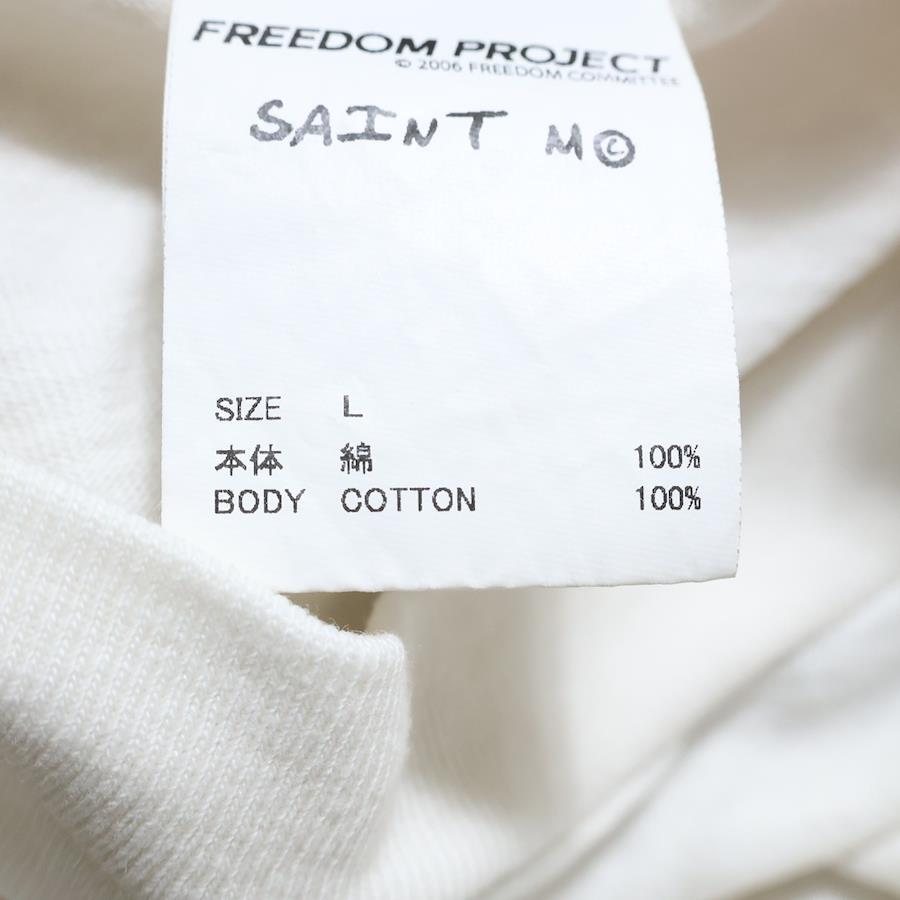 FREEDOM PROJECT
© 2006 FREEDOM COMMITTEE
SAINT M©
SIZE L
本体 綿 100%
BODY COTTON 100%